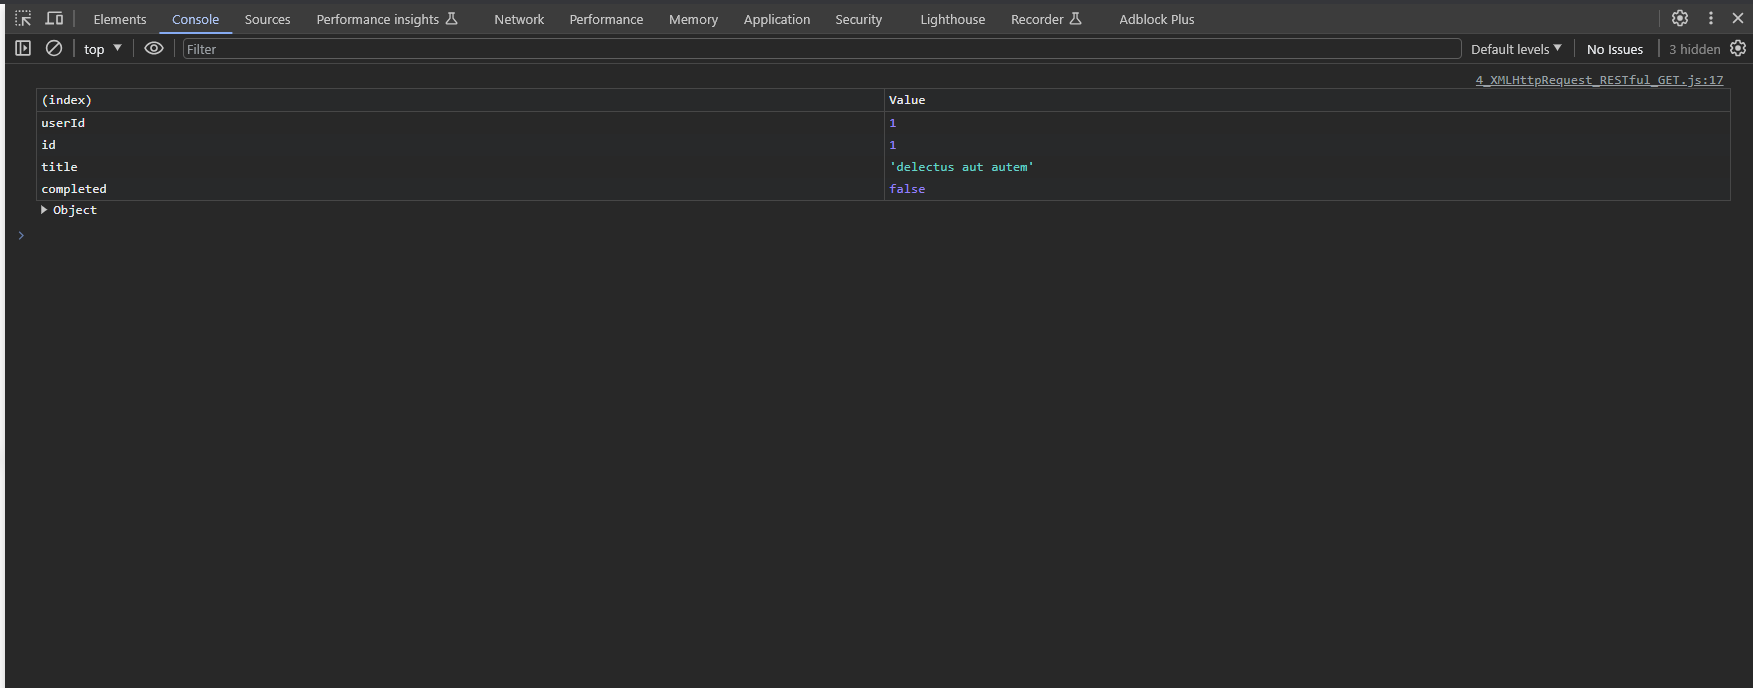 Elements Console Sources Performance insights Network Performance Memory Application Security Lighthouse Recorder Adblock Plus
top Filter Default levels No Issues 3 hidden
4_XMLHttpRequest_RESTful_GET.js:17
(index) Value
userId 1
id 1
title 'delectus aut autem'
completed false
Object